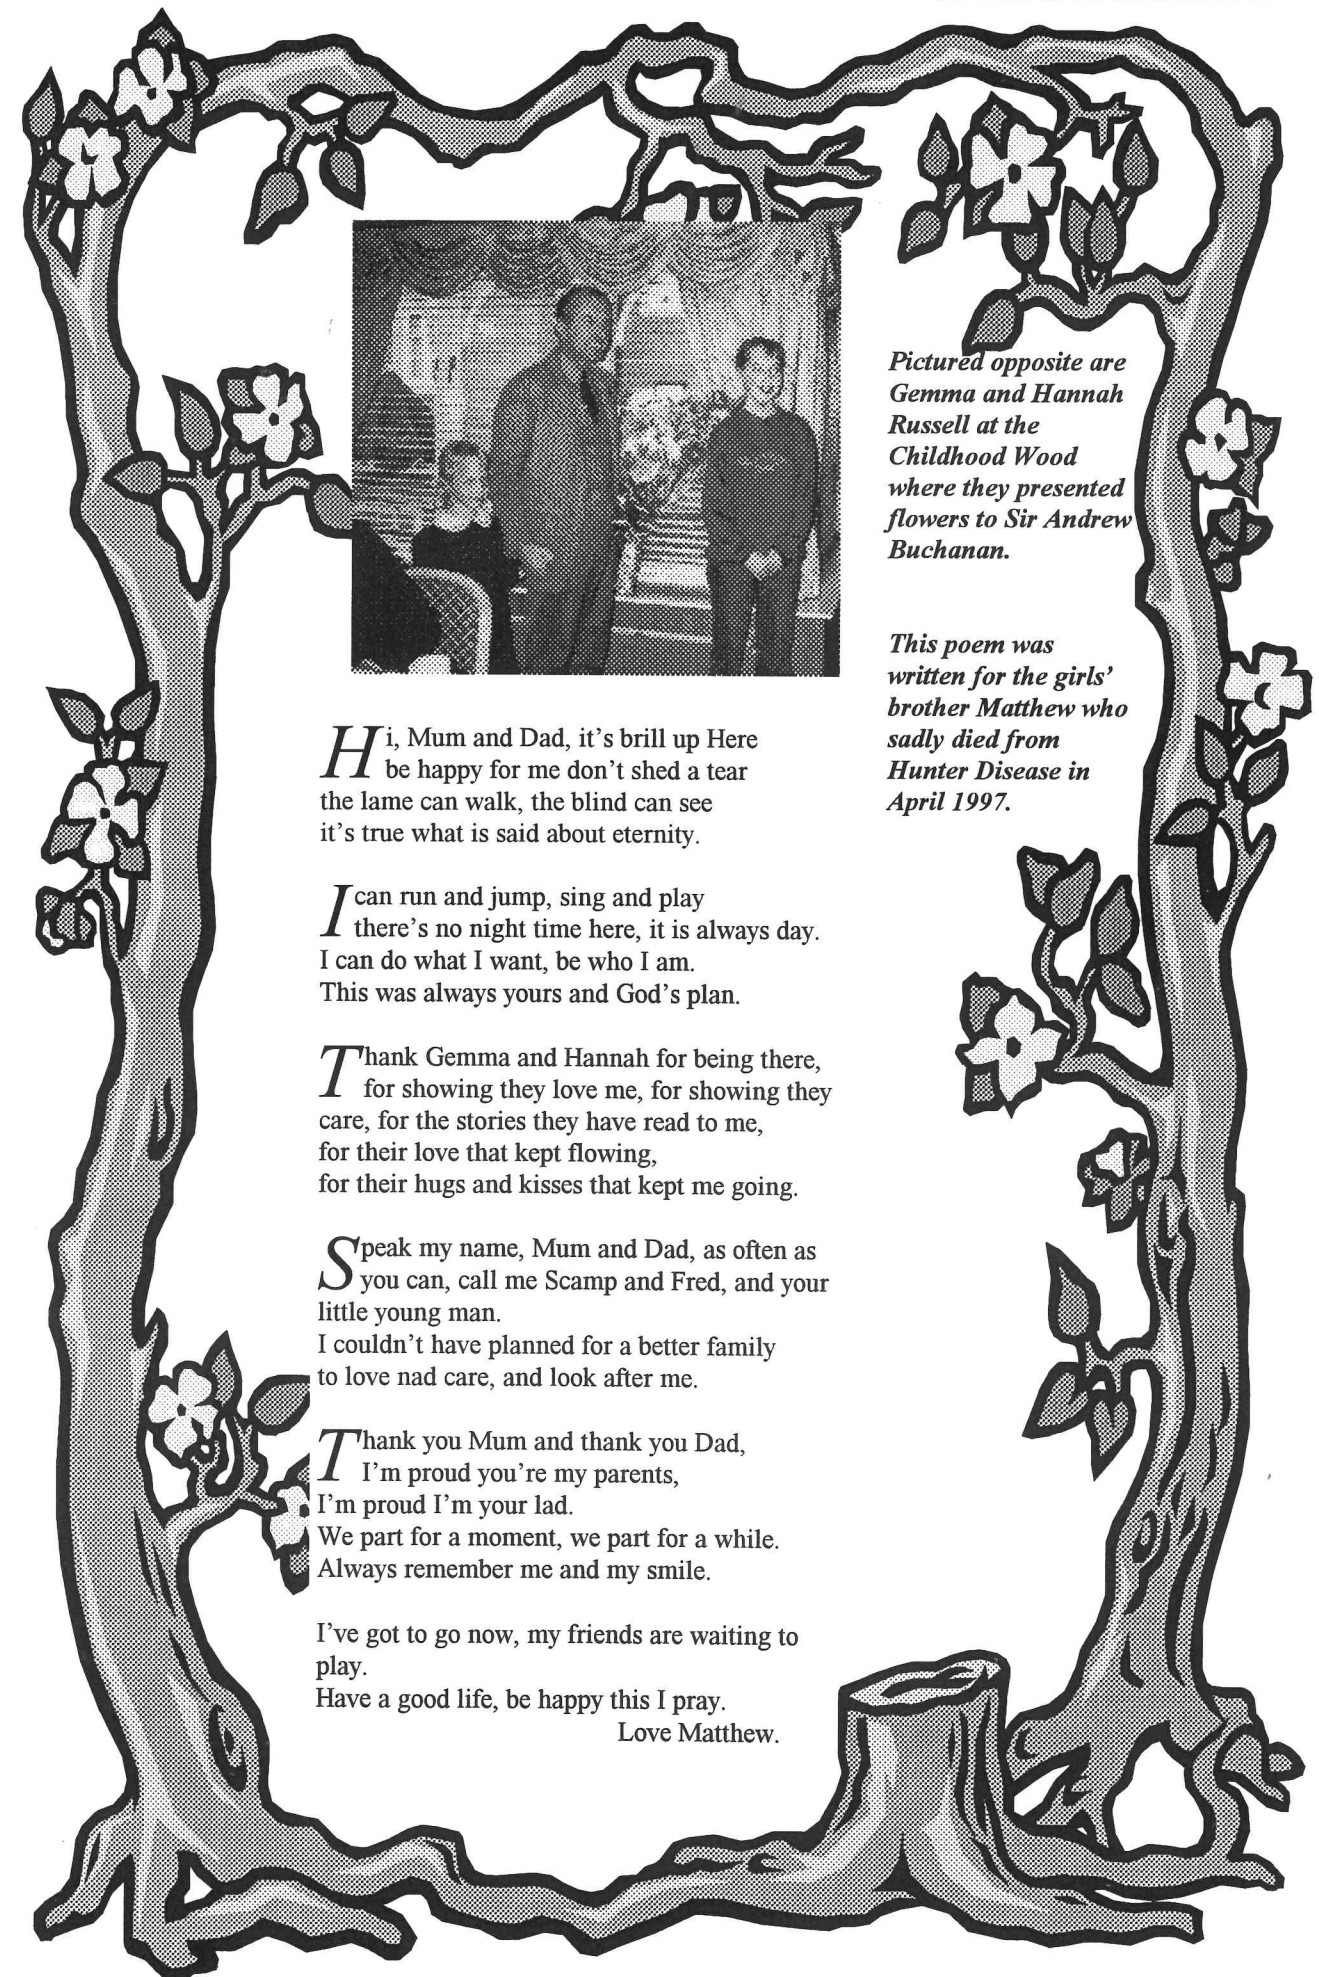 Pictured opposite are
Gemma and Hannah
Russell at the
Childhood Wood
where they presented
flowers to Sir Andrew
Buchanan.
This poem was
written for the girls'
brother Matthew who
sadly died from
Hunter Disease in
April 1997.
Hi, Mum and Dad, it's brill up Here
be happy for me don't shed a tear
the lame can walk, the blind can see
it's true what is said about eternity.
I can run and jump, sing and play
there's no night time here, it is always day.
I can do what I want, be who I am.
This was always yours and God's plan.
Thank Gemma and Hannah for being there,
for showing they love me, for showing they
care, for the stories they have read to me,
for their love that kept flowing,
for their hugs and kisses that kept me going.
Speak my name, Mum and Dad, as often as
you can, call me Scamp and Fred, and your
little young man.
I couldn't have planned for a better family
to love nad care, and look after me.
Thank you Mum and thank you Dad,
I'm proud you're my parents,
I'm proud I'm your lad.
We part for a moment, we part for a while.
Always remember me and my smile.
I've got to go now, my friends are waiting to
play.
Have a good life, be happy this I pray.
Love Matthew.